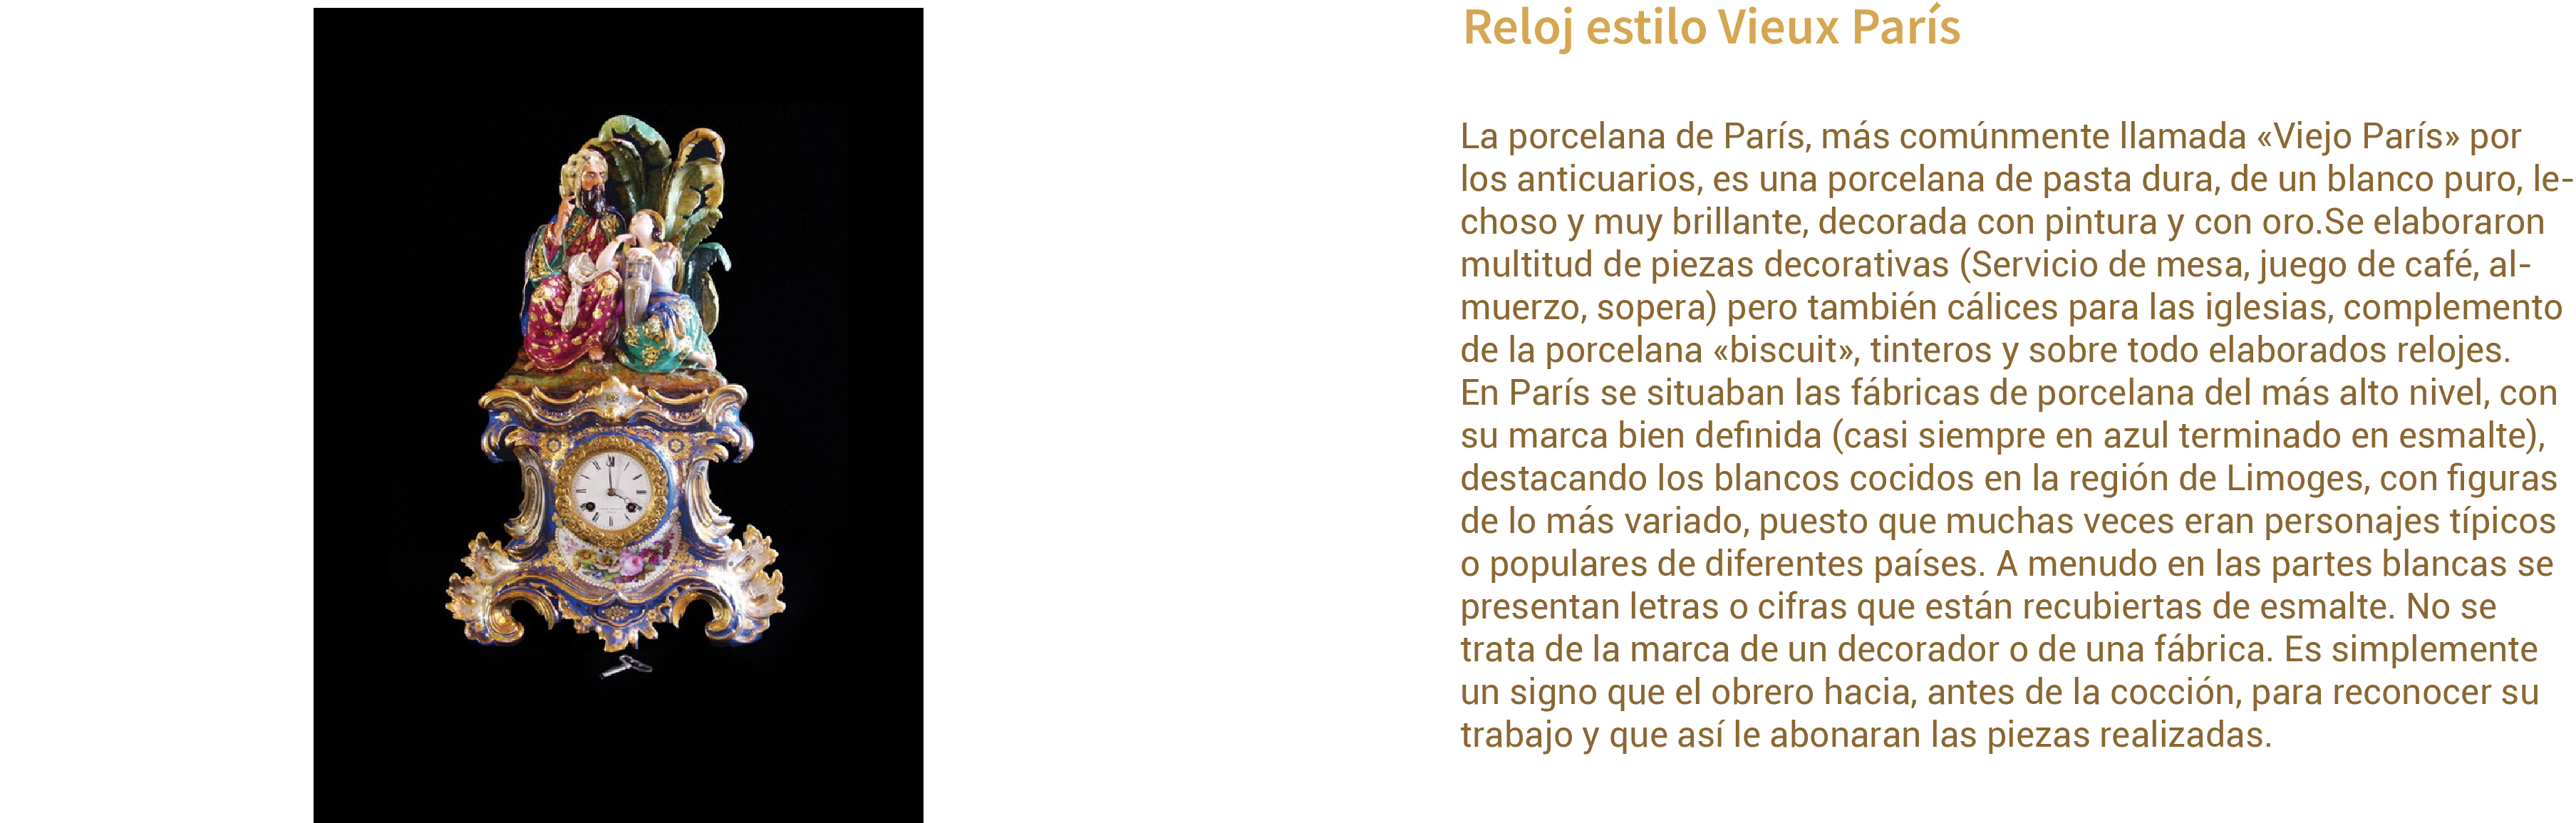 Reloj estilo Vieux París
La porcelana de París, más comúnmente llamada «Viejo París» por
los anticuarios, es una porcelana de pasta dura, de un blanco puro, le-
choso y muy brillante, decorada con pintura y con oro.Se elaboraron
multitud de piezas decorativas (Servicio de mesa, juego de café, al-
muerzo, sopera) pero también cálices para las iglesias, complemento
de la porcelana «biscuit», tinteros y sobre todo elaborados relojes.
En París se situaban las fábricas de porcelana del más alto nivel, con
su marca bien definida (casi siempre en azul terminado en esmalte),
destacando los blancos cocidos en la región de Limoges, con figuras
de lo más variado, puesto que muchas veces eran personajes típicos
o populares de diferentes países. A menudo en las partes blancas se
presentan letras o cifras que están recubiertas de esmalte. No se
trata de la marca de un decorador o de una fábrica. Es simplemente
un signo que el obrero hacia, antes de la cocción, para reconocer su
trabajo y que así le abonaran las piezas realizadas.